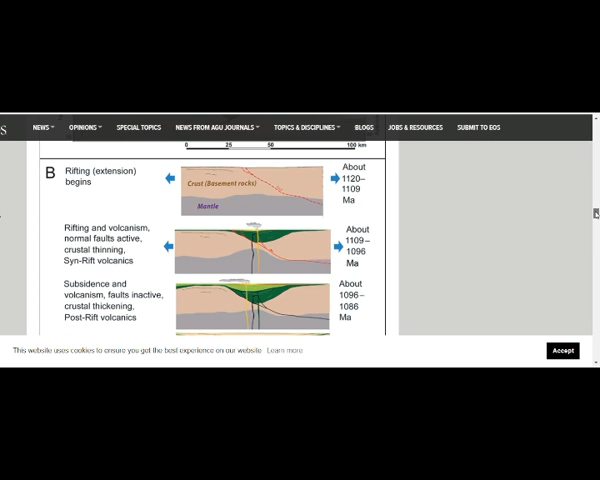 S NEWS OPINIONS SPECIAL TOPICS NEWS FROM AGU JOURNALS TOPICS & DISCIPLINES BLOGS JOBS & RESOURCES SUBMIT TO EOS
0 25 50 100 km
B
Rifting (extension)
begins
Crust (Basement rocks)
Mantle
About
1120–
1109
Ma
Rifting and volcanism,
normal faults active,
crustal thinning,
Syn-Rift volcanics
About
1109–
1096
Ma
Subsidence and
volcanism, faults inactive,
crustal thickening,
Post-Rift volcanics
About
1096–
1086
Ma
This website uses cookies to ensure you get the best experience on our website Learn more
Accept